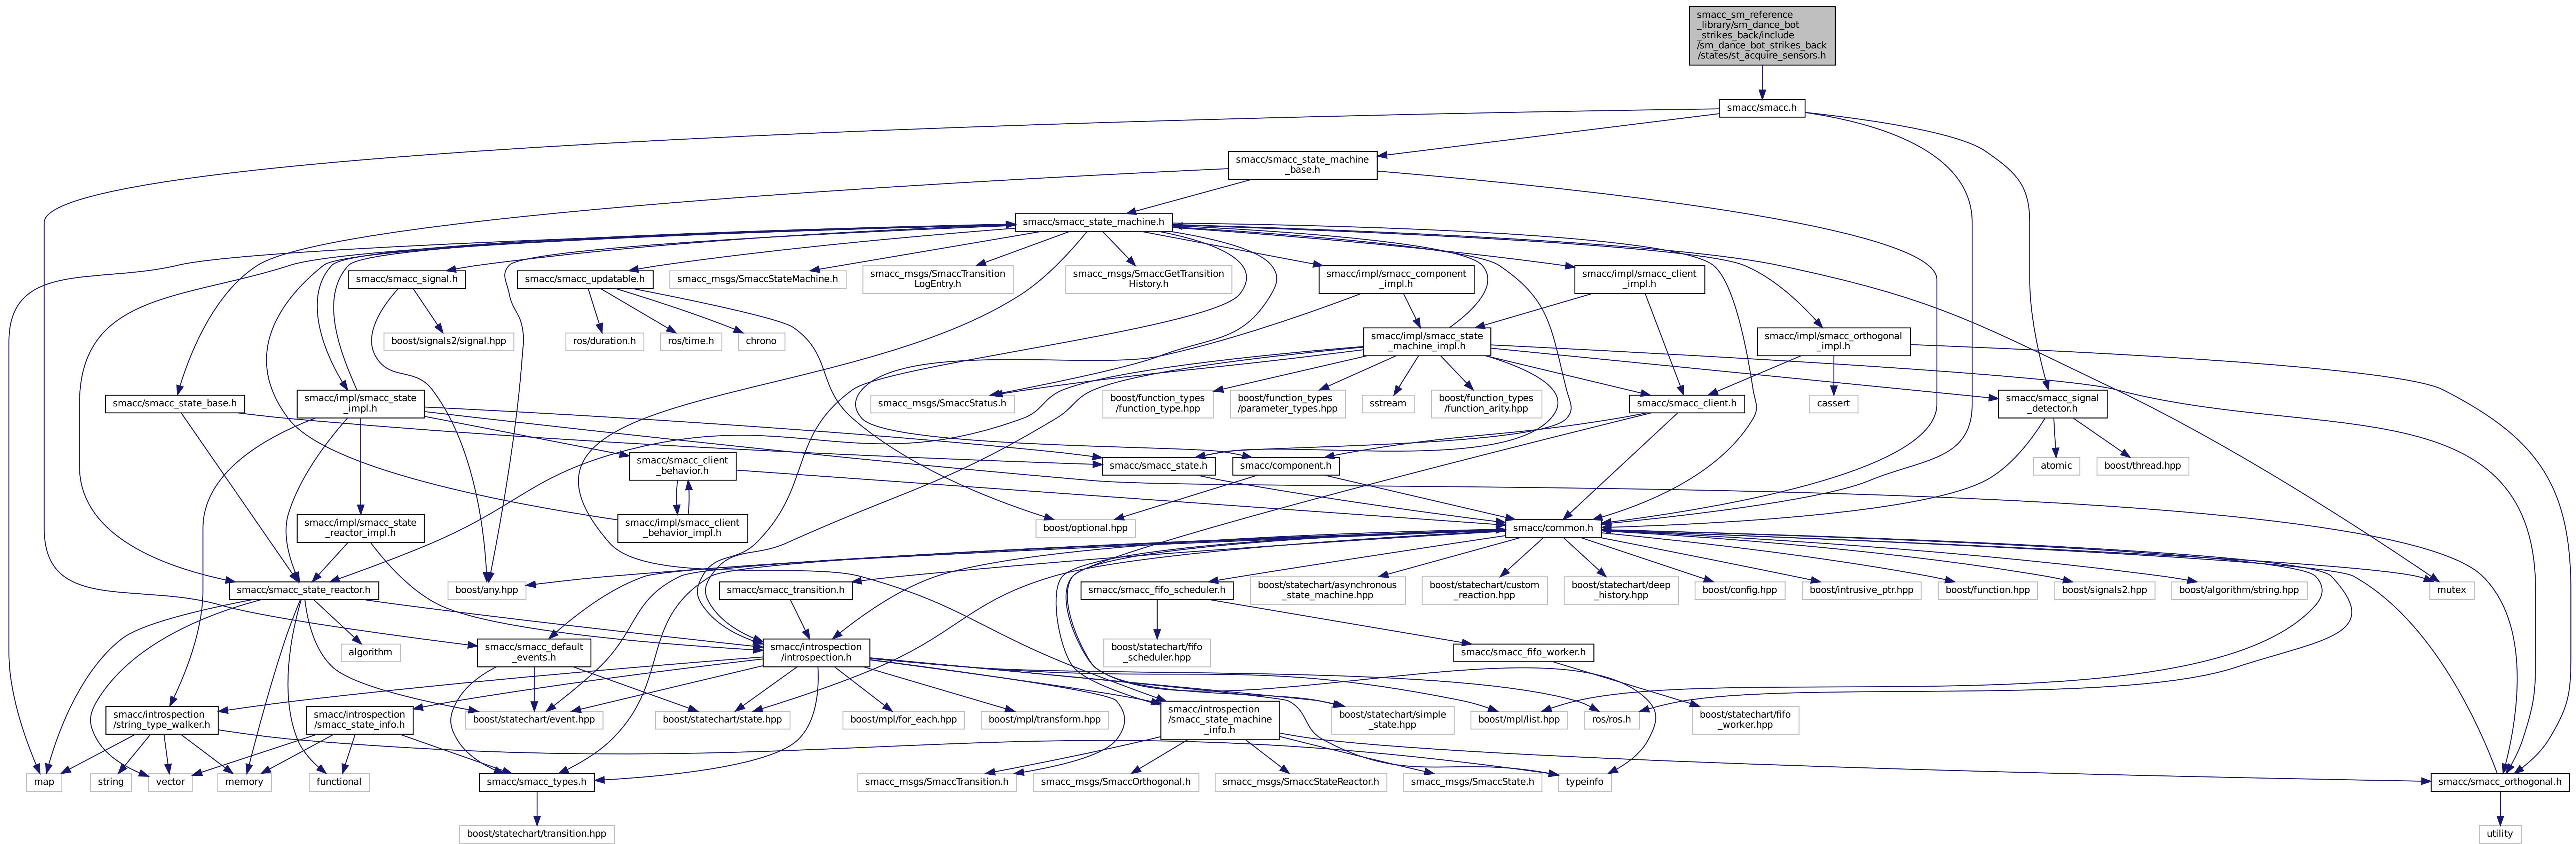 smacc_sm_reference
_library/sm_dance_bot
_strikes_back/include
/sm_dance_bot_strikes_back
/states/st_acquire_sensors.h
smacc/smacc.h
smacc/smacc_state_machine
_base.h
smacc/smacc_state_machine.h
smacc/smacc_signal.h
smacc/smacc_updatable.h
smacc_msgs/SmaccStateMachine.h
smacc_msgs/SmaccTransition
LogEntry.h
smacc_msgs/SmaccGetTransition
History.h
smacc/impl/smacc_component
_impl.h
smacc/impl/smacc_client
_impl.h
boost/signals2/signal.hpp
ros/duration.h
ros/time.h
chrono
smacc/impl/smacc_state
_machine_impl.h
smacc/impl/smacc_orthogonal
_impl.h
smacc/smacc_state_base.h
smacc/impl/smacc_state
_impl.h
smacc_msgs/SmaccStatus.h
boost/function_types
/function_type.hpp
boost/function_types
/parameter_types.hpp
sstream
boost/function_types
/function_arity.hpp
smacc/smacc_client.h
cassert
smacc/smacc_signal
_detector.h
smacc/smacc_client
_behavior.h
smacc/smacc_state.h
smacc/component.h
atomic
boost/thread.hpp
smacc/impl/smacc_state
_reactor_impl.h
smacc/impl/smacc_client
_behavior_impl.h
boost/optional.hpp
smacc/common.h
smacc/smacc_state_reactor.h
boost/any.hpp
smacc/smacc_transition.h
smacc/smacc_fifo_scheduler.h
boost/statechart/asynchronous
_state_machine.hpp
boost/statechart/custom
_reaction.hpp
boost/statechart/deep
_history.hpp
boost/config.hpp
boost/intrusive_ptr.hpp
boost/function.hpp
boost/signals2.hpp
boost/algorithm/string.hpp
mutex
algorithm
smacc/smacc_default
_events.h
smacc/introspection
/introspection.h
boost/statechart/fifo
_scheduler.hpp
smacc/smacc_fifo_worker.h
smacc/introspection
/string_type_walker.h
smacc/introspection
/smacc_state_info.h
boost/statechart/event.hpp
boost/statechart/state.hpp
boost/mpl/for_each.hpp
boost/mpl/transform.hpp
smacc/introspection
/smacc_state_machine
_info.h
boost/statechart/simple
_state.hpp
boost/mpl/list.hpp
ros/ros.h
boost/statechart/fifo
_worker.hpp
map
string
vector
memory
functional
smacc/smacc_types.h
smacc_msgs/SmaccTransition.h
smacc_msgs/SmaccOrthogonal.h
smacc_msgs/SmaccStateReactor.h
smacc_msgs/SmaccState.h
typeinfo
smacc/smacc_orthogonal.h
boost/statechart/transition.hpp
utility